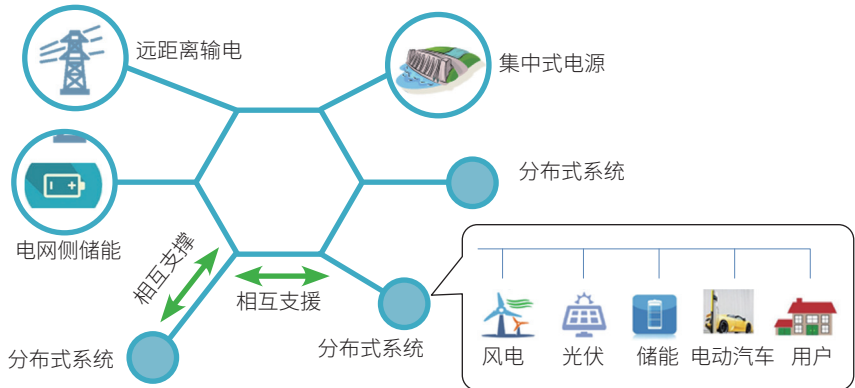 远距离输电
集中式电源
分布式系统
电网侧储能
相互支撑
相互支援
分布式系统
分布式系统
风电
光伏
储能
电动汽车
用户